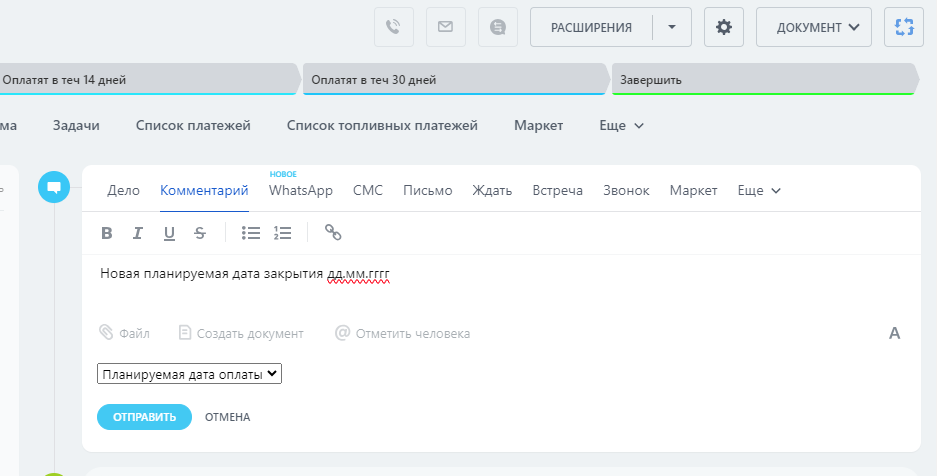 РАСШИРЕНИЯ ДОКУМЕНТ
Оплатят в теч 14 дней Оплатят в теч 30 дней Завершить
ма Задачи Список платежей Список топливных платежей Маркет Еще
НОВОЕ
Дело Комментарий WhatsApp СМС Письмо Ждать Встреча Звонок Маркет Еще
B I U S
Новая планируемая дата закрытия дд.мм.гггг
Файл Создать документ @ Отметить человека A
Планируемая дата оплаты
ОТПРАВИТЬ ОТМЕНА